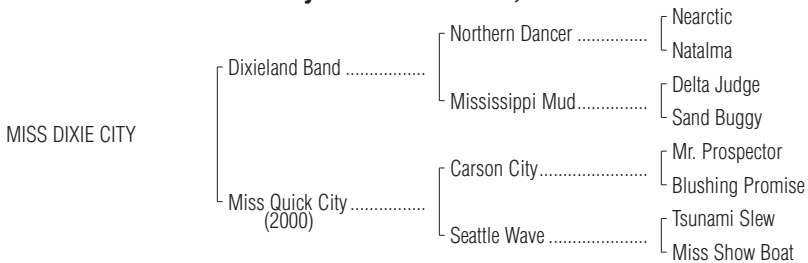 Nearctic
Northern Dancer ...............
Natalma
Dixieland Band .................
Delta Judge
Mississippi Mud...............
Sand Buggy
MISS DIXIE CITY
Mr. Prospector
Carson City.......................
Blushing Promise
Miss Quick City ................
(2000)
Tsunami Slew
Seattle Wave .....................
Miss Show Boat